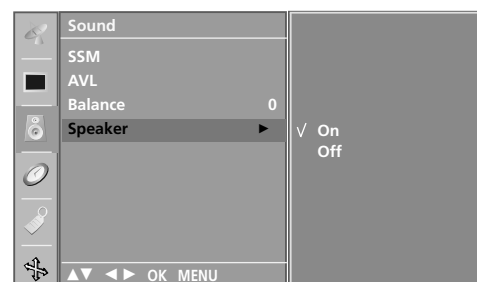 Sound
SSM
AVL
Balance 0
Speaker ►
√ On
Off
▲▼ ◄► OK MENU